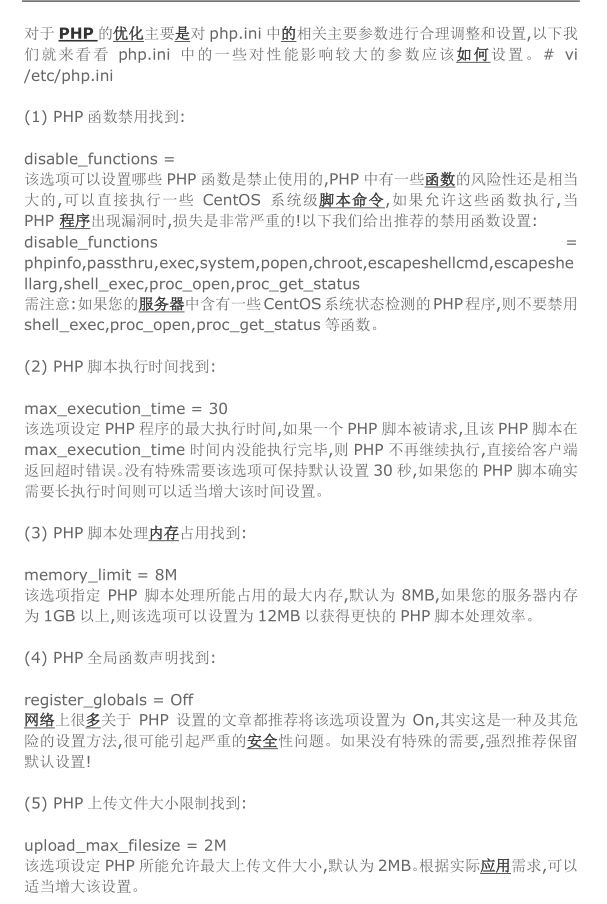 对于 PHP 的优化主要是对 php.ini 中的相关主要参数进行合理调整和设置,以下我
们就来看看 php.ini 中的一些对性能影响较大的参数应该如何设置。# vi
/etc/php.ini
(1) PHP 函数禁用找到:
disable_functions =
该选项可以设置哪些 PHP 函数是禁止使用的,PHP 中有一些函数的风险性还是相当
大的,可以直接执行一些 CentOS 系统级脚本命令,如果允许这些函数执行,当
PHP 程序出现漏洞时,损失是非常严重的!以下我们给出推荐的禁用函数设置:
disable_functions =
phpinfo,passthru,exec,system,popen,chroot,escapeshellcmd,escapeshe
llarg,shell_exec,proc_open,proc_get_status
需注意:如果您的服务器中含有一些CentOS系统状态检测的PHP程序,则不要禁用
shell_exec,proc_open,proc_get_status 等函数。
(2) PHP 脚本执行时间找到:
max_execution_time = 30
该选项设定 PHP 程序的最大执行时间,如果一个 PHP 脚本被请求,且该 PHP 脚本在
max_execution_time 时间内没能执行完毕,则 PHP 不再继续执行,直接给客户端
返回超时错误。没有特殊需要该选项可保持默认设置 30 秒,如果您的 PHP 脚本确实
需要长执行时间则可以适当增大该时间设置。
(3) PHP 脚本处理内存占用找到:
memory_limit = 8M
该选项指定 PHP 脚本处理所能占用的最大内存,默认为 8MB,如果您的服务器内存
为 1GB 以上,则该选项可以设置为 12MB 以获得更快的 PHP 脚本处理效率。
(4) PHP 全局函数声明找到:
register_globals = Off
网络上很多关于 PHP 设置的文章都推荐将该选项设置为 On,其实这是一种及其危
险的设置方法,很可能引起严重的安全性问题。如果没有特殊的需要,强烈推荐保留
默认设置!
(5) PHP 上传文件大小限制找到:
upload_max_filesize = 2M
该选项设定 PHP 所能允许最大上传文件大小,默认为 2MB。根据实际应用需求,可以
适当增大该设置。